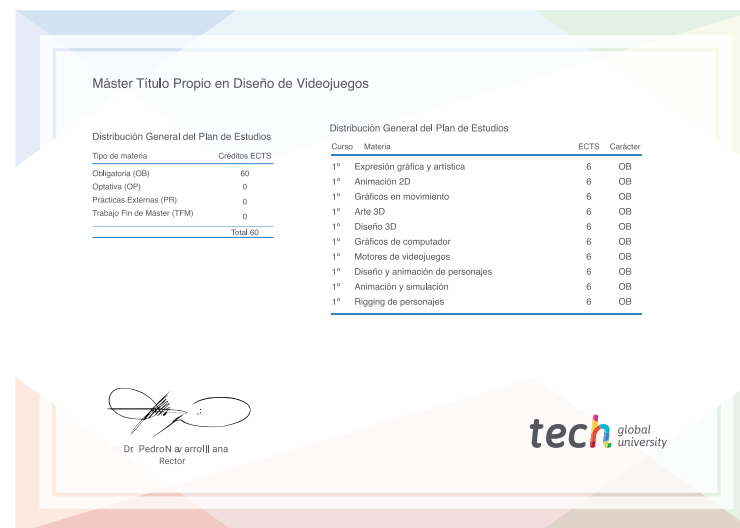 Máster Título Propio en Diseño de Videojuegos
Distribución General del Plan de Estudios
Tipo de materia Créditos ECTS
Obligatoria (OB) 60
Optativa (OP) 0
Prácticas Externas (PR) 0
Trabajo Fin de Máster (TFM) 0
Total 60
Distribución General del Plan de Estudios
Curso Materia ECTS Carácter
1º Expresión gráfica y artística 6 OB
1º Animación 2D 6 OB
1º Gráficos en movimiento 6 OB
1º Arte 3D 6 OB
1º Diseño 3D 6 OB
1º Gráficos de computador 6 OB
1º Motores de videojuegos 6 OB
1º Diseño y animación de personajes 6 OB
1º Animación y simulación 6 OB
1º Rigging de personajes 6 OB
Dr. PedroN av arroIll ana
Rector
tech global
university